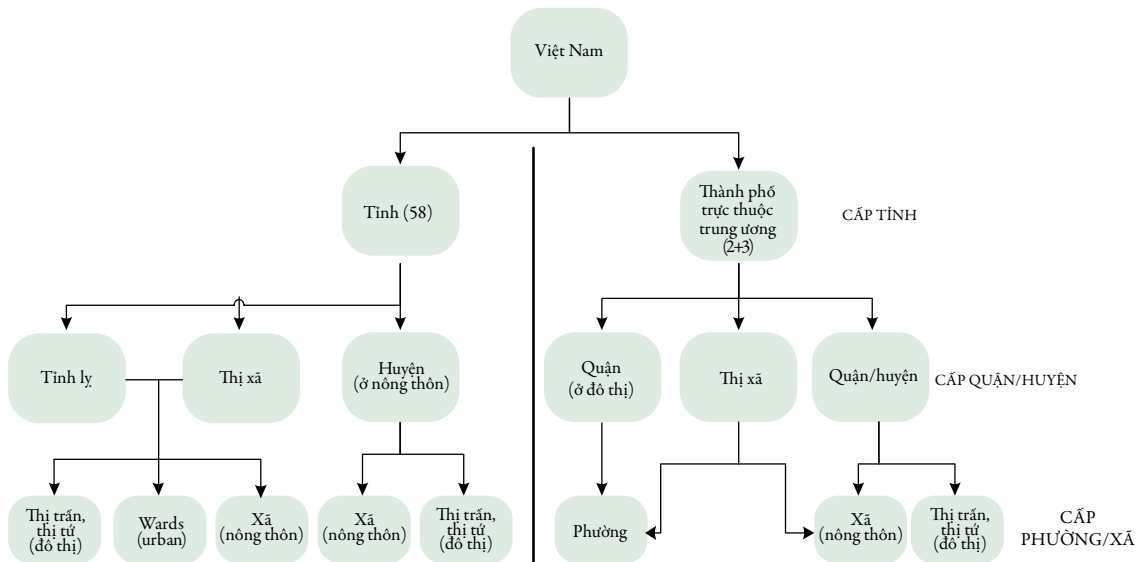 Việt Nam
Tỉnh (58)
Thành phố
trực thuộc
trung ương
(2+3)
CẤP TỈNH
Tỉnh lỵ
Thị xã
Huyện
(ở nông thôn)
Quận
(ở đô thị)
Thị xã
Quận/huyện
CẤP QUẬN/HUYỆN
Thị trấn,
thị tứ
(đô thị)
Wards
(urban)
Xã
(nông thôn)
Xã
(nông thôn)
Thị trấn,
thị tứ
(đô thị)
Phường
Xã
(nông thôn)
Thị trấn,
thị tứ
(đô thị)
CẤP
PHƯỜNG/XÃ